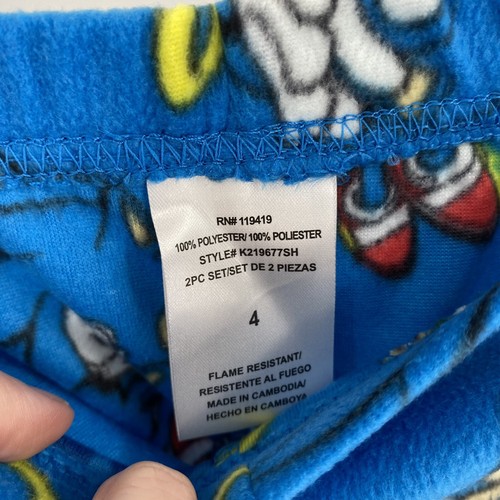 RN# 119419
100% POLYESTER/ 100% POLIESTER
STYLE# K219677SH
2PC SET/SET DE 2 PIEZAS
4
FLAME RESISTANT/
RESISTENTE AL FUEGO
MADE IN CAMBODIA/
HECHO EN CAMBOYA